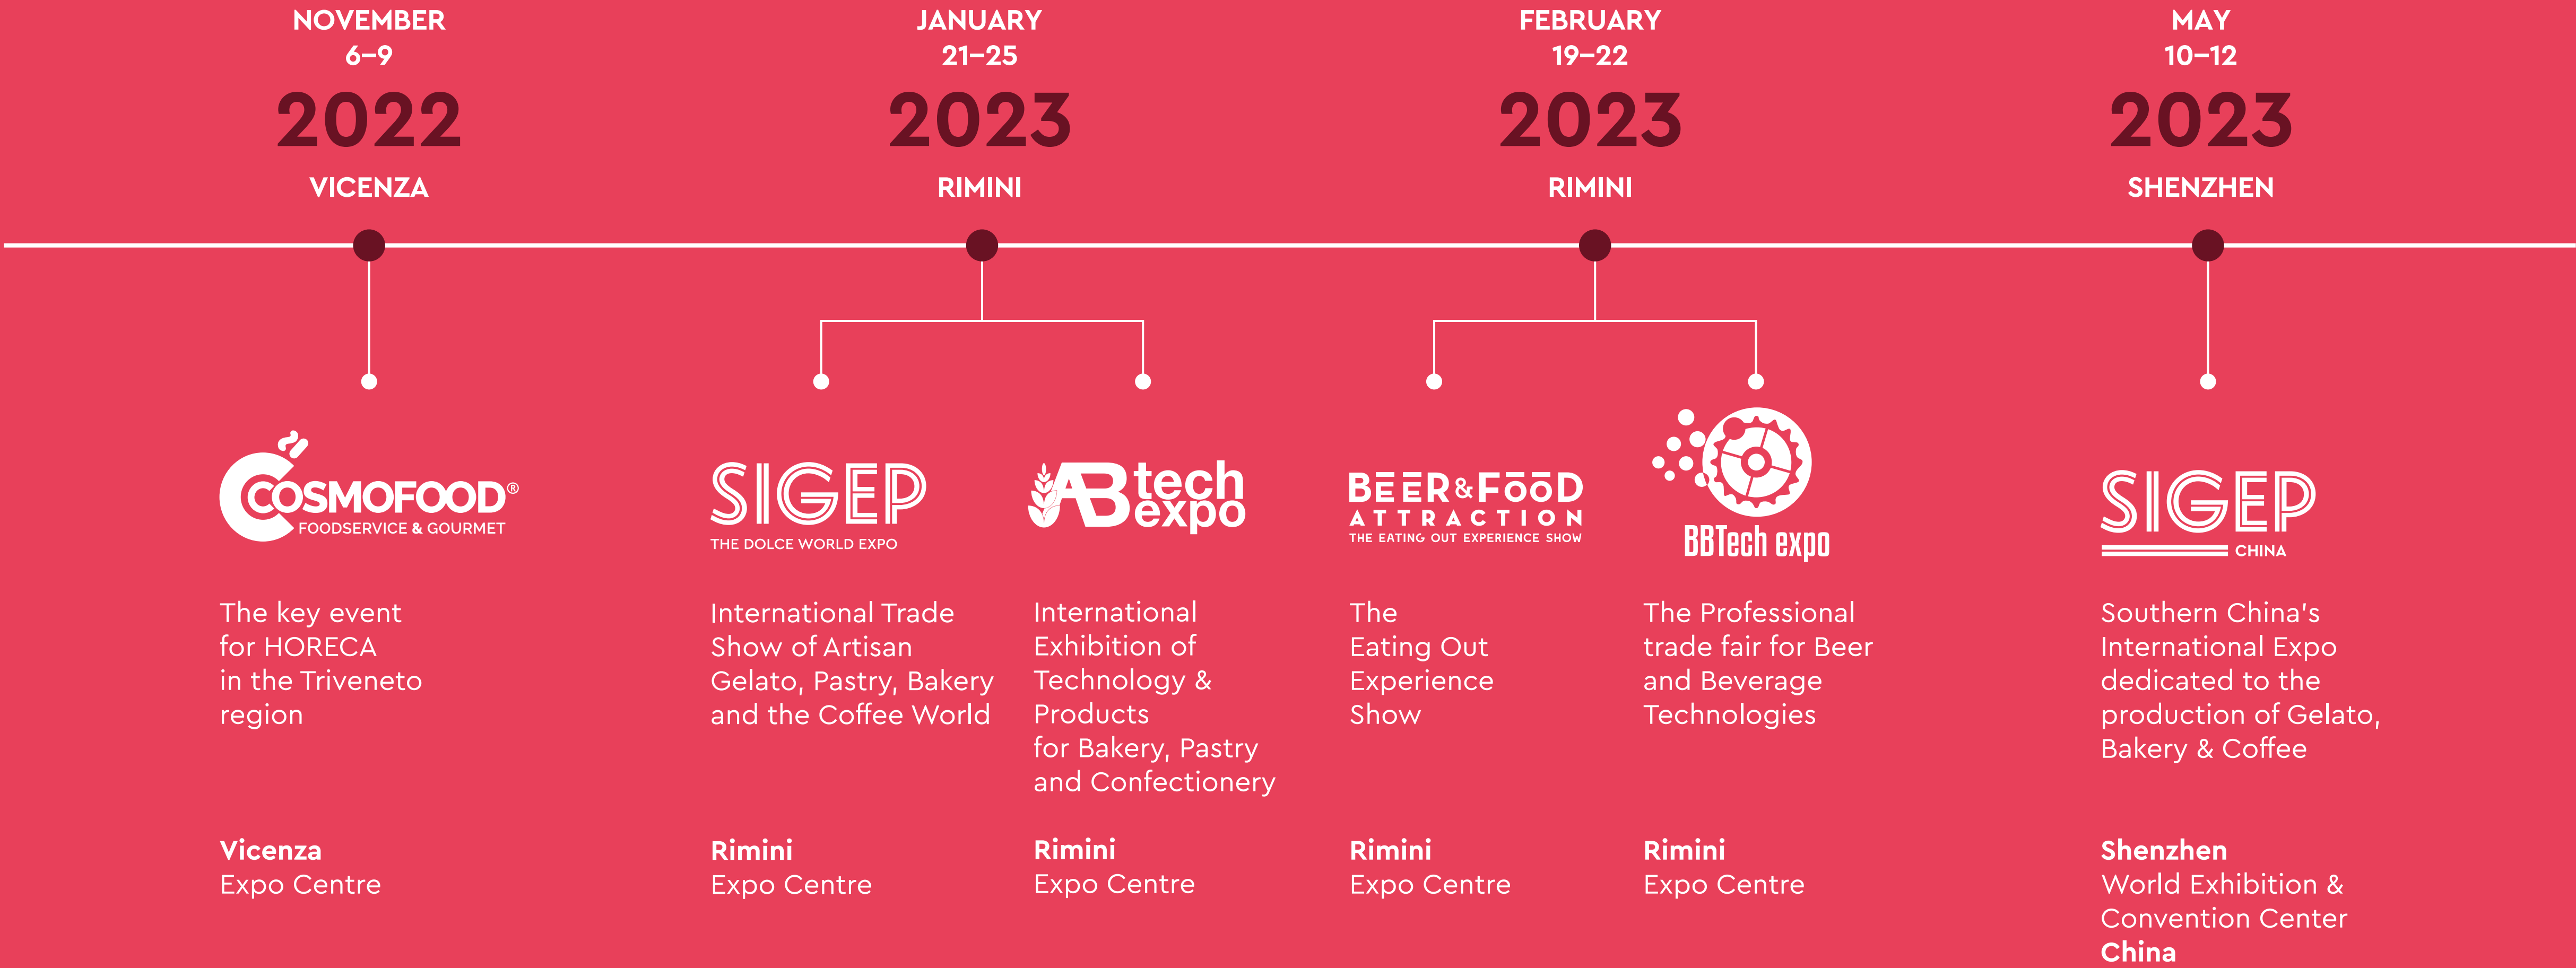 NOVEMBER
6–9
2022
VICENZA
JANUARY
21–25
2023
RIMINI
FEBRUARY
19–22
2023
RIMINI
MAY
10–12
2023
SHENZHEN
COSMOFOOD®
FOODSERVICE & GOURMET
The key event
for HORECA
in the Triveneto
region
Vicenza
Expo Centre
SIGEP
THE DOLCE WORLD EXPO
International Trade
Show of Artisan
Gelato, Pastry, Bakery
and the Coffee World
Rimini
Expo Centre
AB tech
expo
International
Exhibition of
Technology &
Products
for Bakery, Pastry
and Confectionery
Rimini
Expo Centre
BEER&FOOD
ATTRACTION
THE EATING OUT EXPERIENCE SHOW
The
Eating Out
Experience
Show
Rimini
Expo Centre
BBTech expo
The Professional
trade fair for Beer
and Beverage
Technologies
Rimini
Expo Centre
SIGEP
CHINA
Southern China's
International Expo
dedicated to the
production of Gelato,
Bakery & Coffee
Shenzhen
World Exhibition &
Convention Center
China